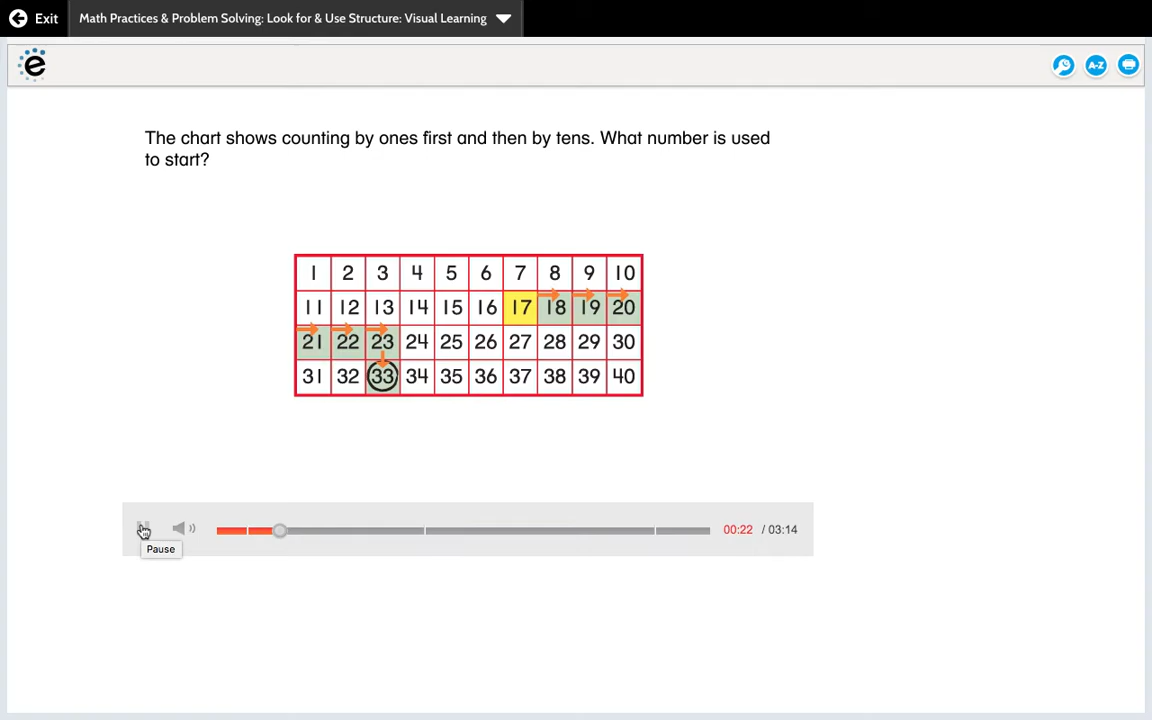 Exit
Math Practices & Problem Solving: Look for & Use Structure: Visual Learning
e
A-Z
The chart shows counting by ones first and then by tens. What number is used
to start?
1 2 3 4 5 6 7 8 9 10
11 12 13 14 15 16 17 18 19 20
21 22 23 24 25 26 27 28 29 30
31 32 33 34 35 36 37 38 39 40
00:22 / 03:14
Pause